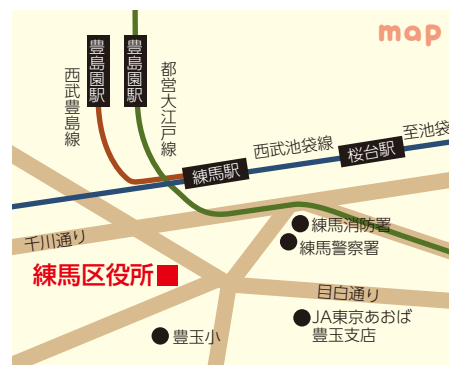 map
豊島園駅
豊島園駅
西武豊島線
都営大江戸線
西武池袋線
至池袋
桜台駅
練馬駅
練馬消防署
練馬警察署
千川通り
練馬区役所
目白通り
JA東京あおば
豊玉支店
豊玉小